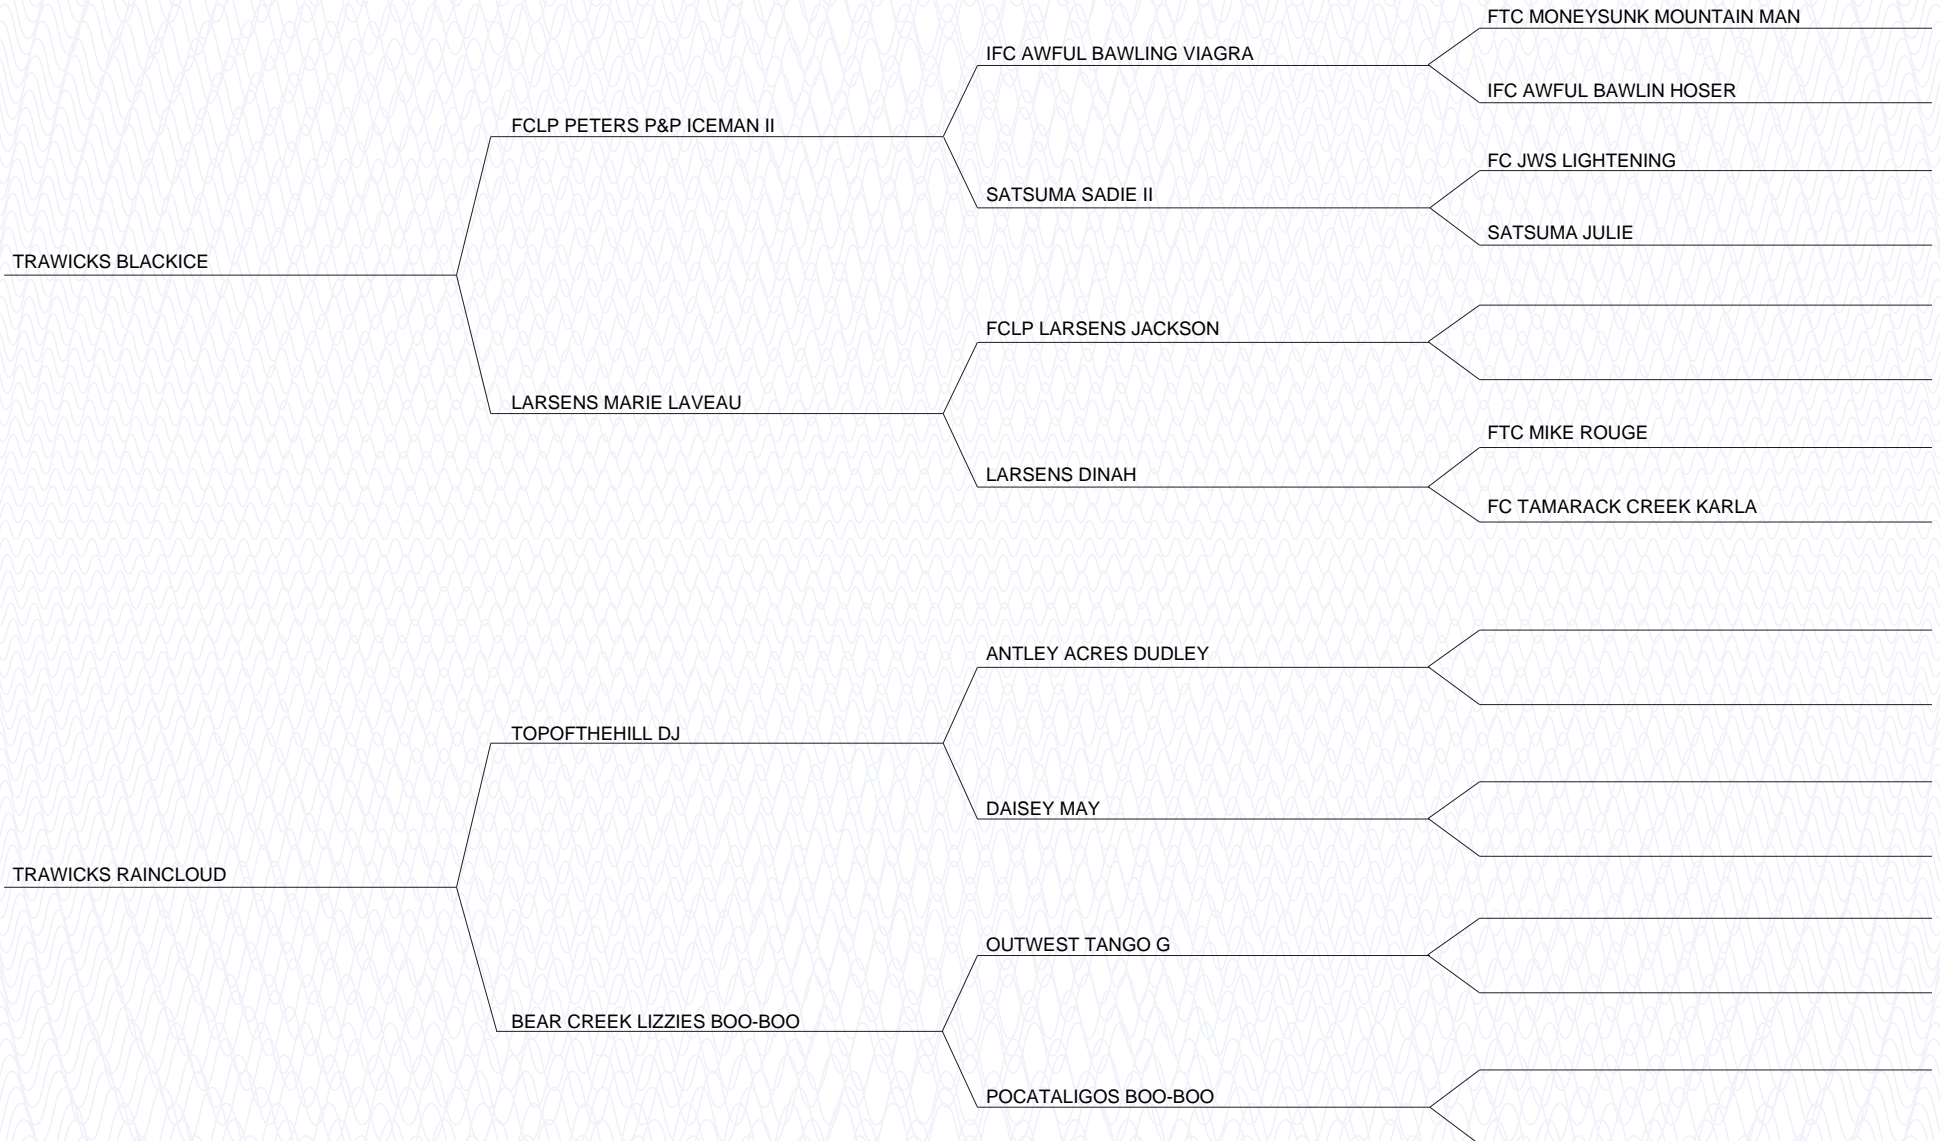 FTC MONEYSUNK MOUNTAIN MAN
IFC AWFUL BAWLING VIAGRA
IFC AWFUL BAWLIN HOSER
FCLP PETERS P&P ICEMAN II
FC JWS LIGHTENING
SATSUMA SADIE II
SATSUMA JULIE
TRAWICKS BLACKICE
FCLP LARSENS JACKSON
LARSENS MARIE LAVEAU
FTC MIKE ROUGE
LARSENS DINAH
FC TAMARACK CREEK KARLA
ANTLEY ACRES DUDLEY
TOPOFTHEHILL DJ
DAISEY MAY
TRAWICKS RAINCLOUD
OUTWEST TANGO G
BEAR CREEK LIZZIES BOO-BOO
POCATALIGOS BOO-BOO